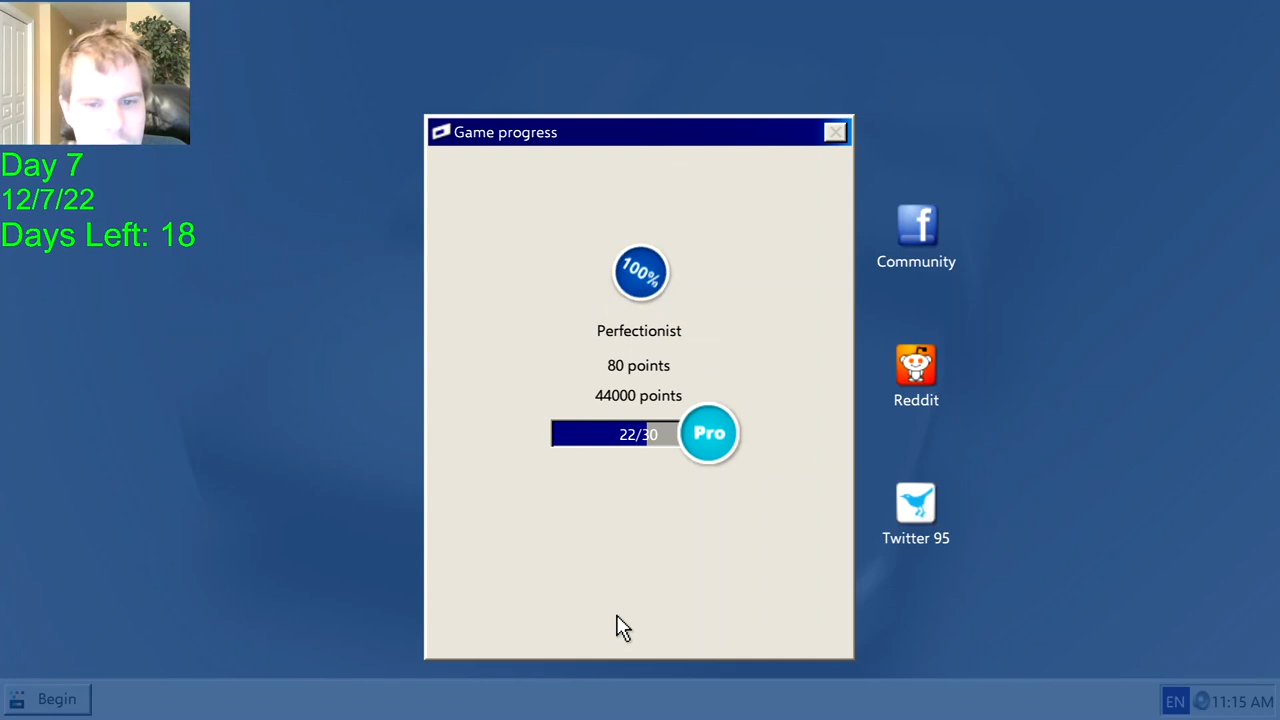 Day 7
12/7/22
Days Left: 18
Game progress
100%
Perfectionist
80 points
44000 points
22/30
Pro
Community
Reddit
Twitter 95
Begin
EN
11:15 AM